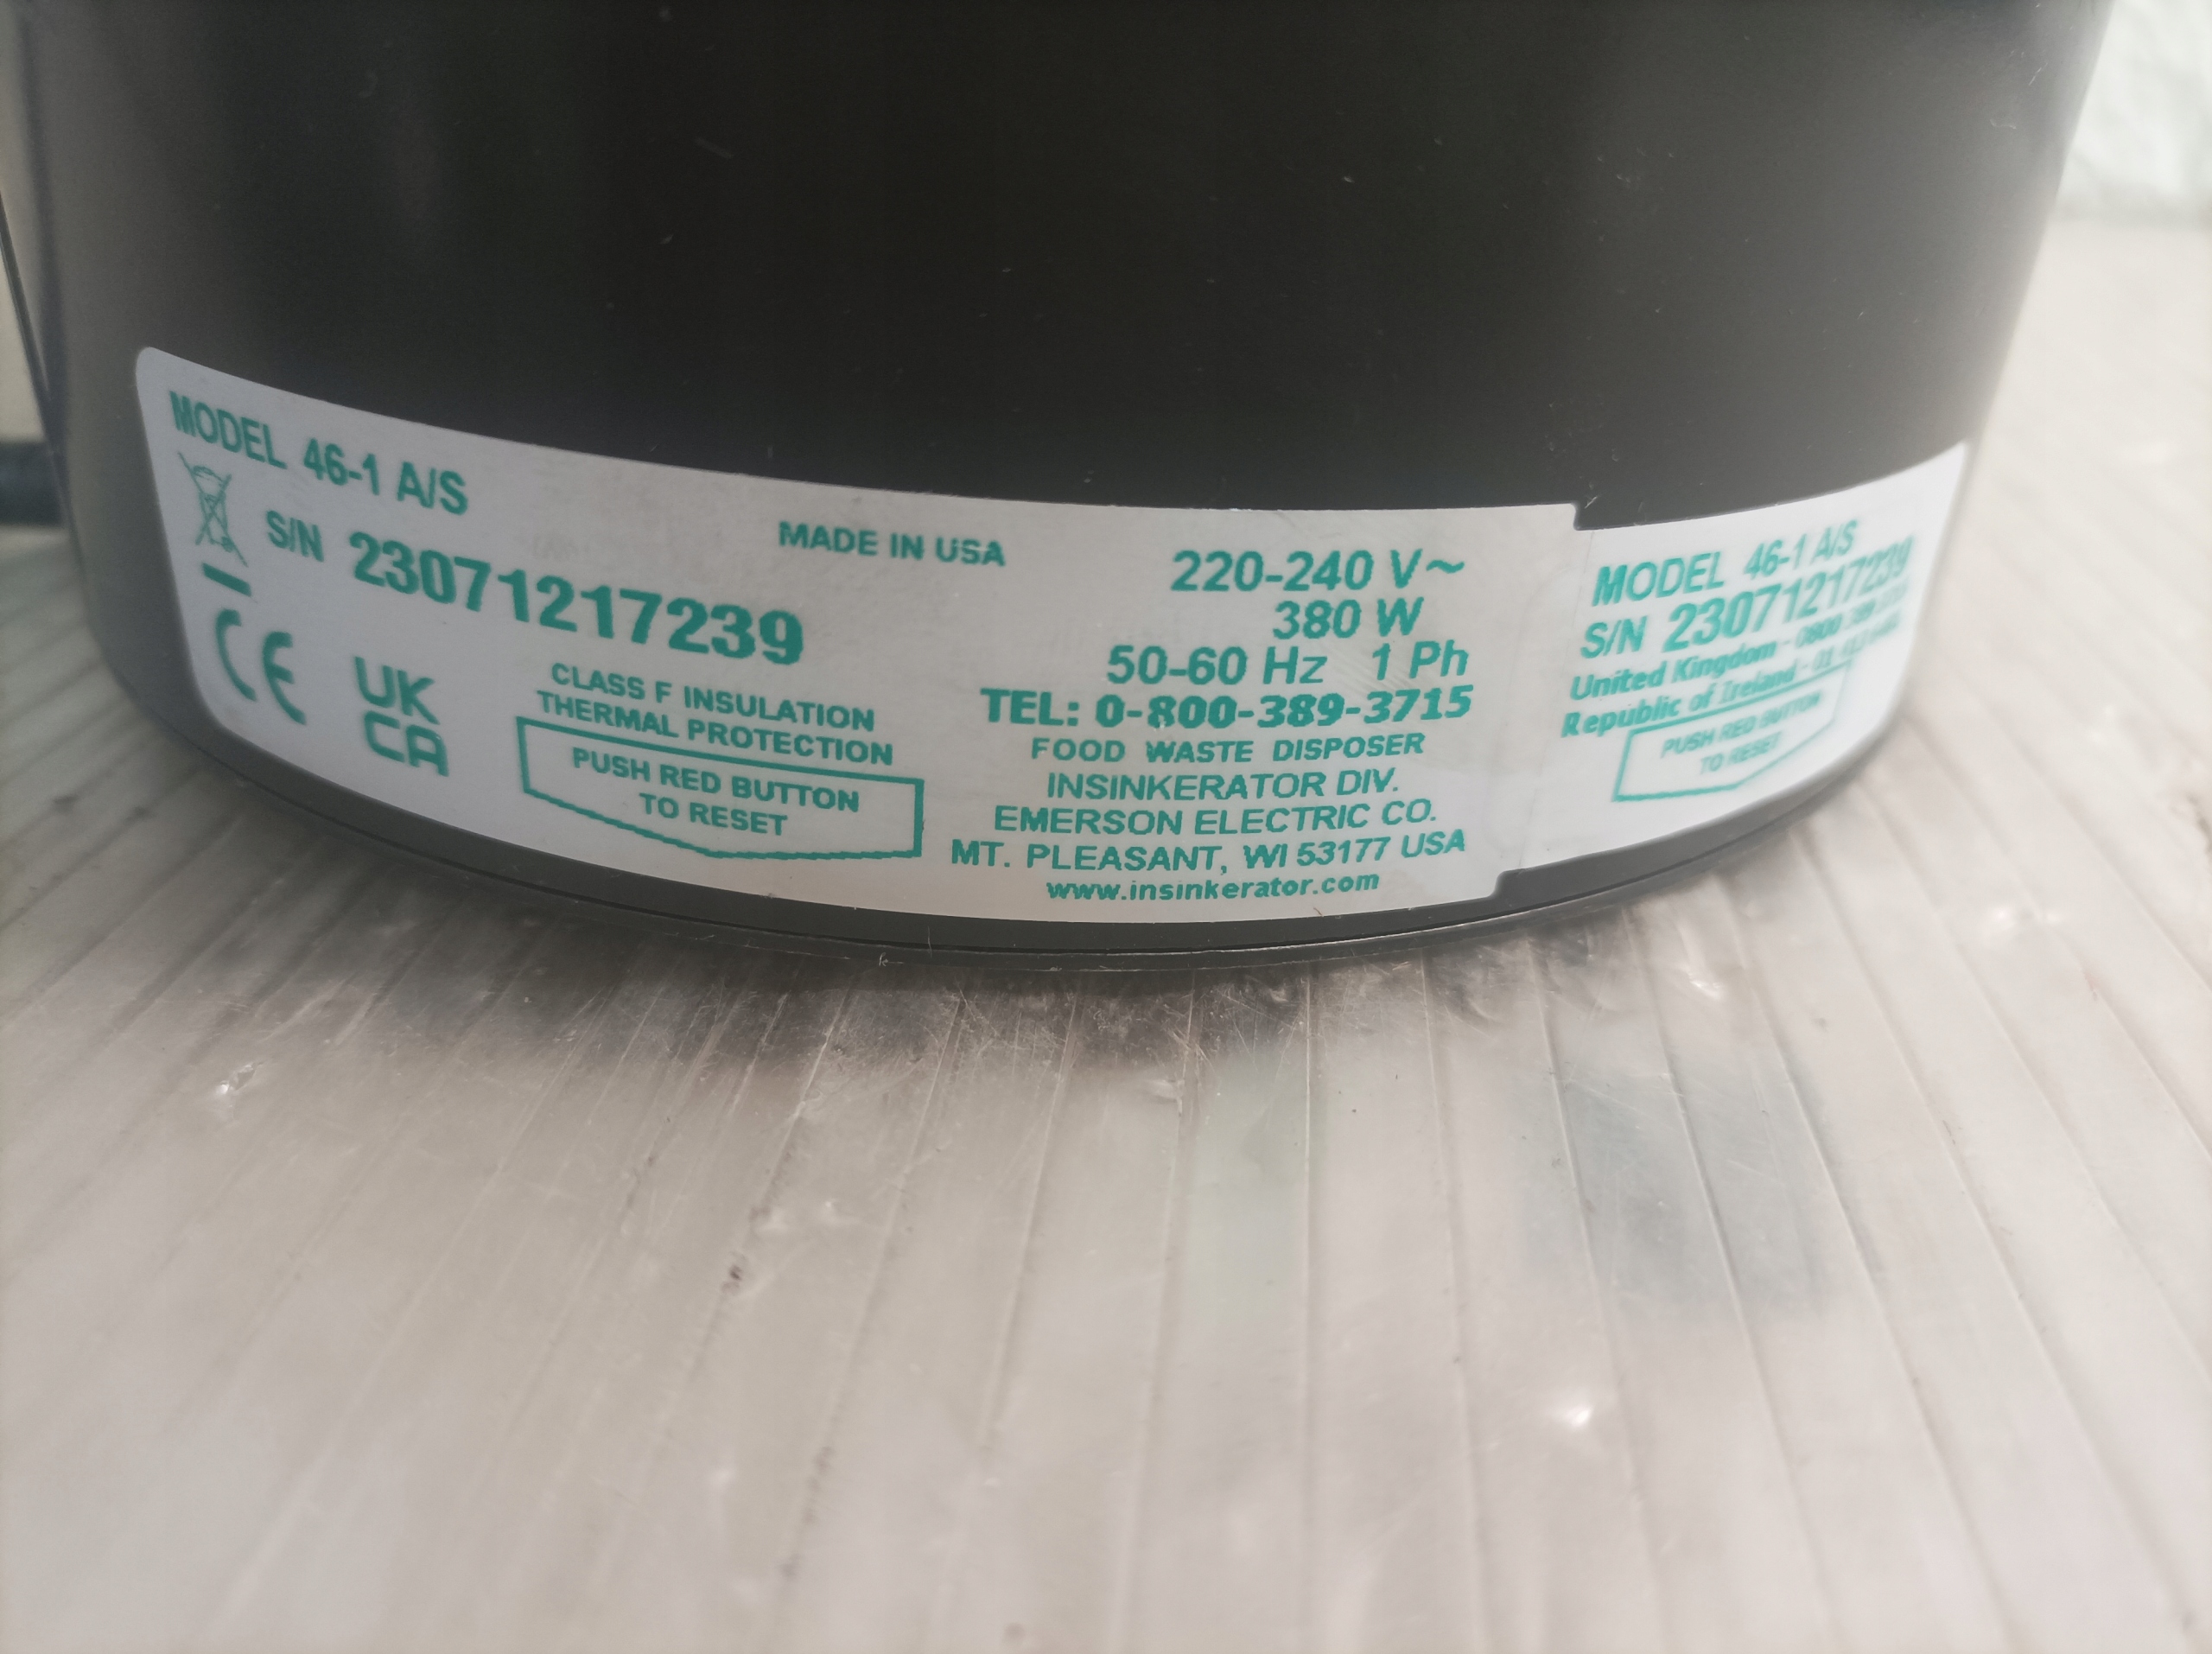 MODEL 46-1 A/S
S/N 23071217239
CE
UK
CA
MADE IN USA
CLASS F INSULATION
THERMAL PROTECTION
PUSH RED BUTTON
TO RESET
220-240 V~
380 W
50-60 Hz 1 Ph
TEL: 0-800-389-3715
FOOD WASTE DISPOSER
INSINKERATOR DIV.
EMERSON ELECTRIC CO.
MT. PLEASANT, WI 53177 USA
www.insinkerator.com
MODEL 46-1 A/S
S/N 23071217239
United Kingdom - 0800 389
Republic of Ireland - 01
PUSH RED BUTTON
TO RESET